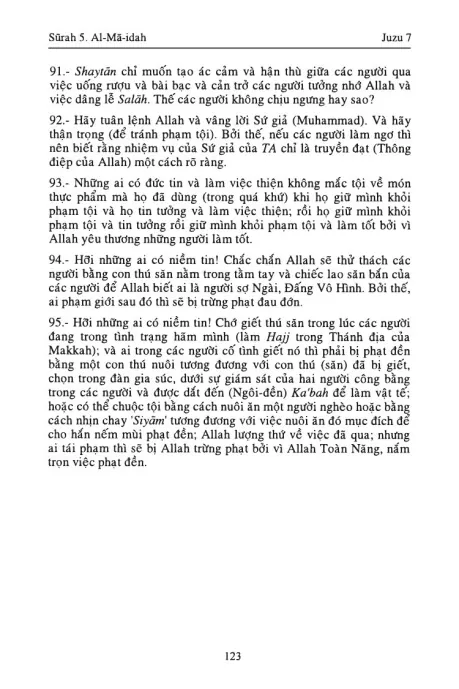 Sūrah 5. Al-Mā-idah Juzu 7
91.- Shaytān chỉ muốn tạo ác cảm và hận thù giữa các người qua
việc uống rượu và bài bạc và cản trở các người tưởng nhớ Allah và
việc dâng lễ Salāh. Thế các người không chịu ngưng hay sao?
92.- Hãy tuân lệnh Allah và vâng lời Sứ giả (Muhammad). Và hãy
thận trọng (để tránh phạm tội). Bởi thế, nếu các người làm ngơ thì
nên biết rằng nhiệm vụ của Sứ giả của TA chỉ là truyền đạt (Thông
điệp của Allah) một cách rõ ràng.
93.- Những ai có đức tin và làm việc thiện không mắc tội về món
thực phẩm mà họ đã dùng (trong quá khứ) khi họ giữ mình khỏi
phạm tội và họ tin tưởng và làm việc thiện; rồi họ giữ mình khỏi
phạm tội và tin tưởng rồi giữ mình khỏi phạm tội và làm tốt bởi vì
Allah yêu thương những người làm tốt.
94.- Hỡi những ai có niềm tin! Chắc chắn Allah sẽ thử thách các
người bằng con thú săn nằm trong tầm tay và chiếc lao săn bắn của
các người để Allah biết ai là người sợ Ngài, Đấng Vô Hình. Bởi thế,
ai phạm giới sau đó thì sẽ bị trừng phạt đau đớn.
95.- Hỡi những ai có niềm tin! Chớ giết thú săn trong lúc các người
đang trong tình trạng hãm mình (làm Hajj trong Thánh địa của
Makkah); và ai trong các người cố tình giết nó thì phải bị phạt đền
bằng một con thú nuôi tương đương với con thú (săn) đã bị giết,
chọn trong đàn gia súc, dưới sự giám sát của hai người công bằng
trong các người và được dắt đến (Ngôi-đền) Ka'bah để làm vật tế;
hoặc có thể chuộc tội bằng cách nuôi ăn một người nghèo hoặc bằng
cách nhịn chay 'Siyām' tương đương với việc nuôi ăn đó mục đích để
cho hắn nếm mùi phạt đền; Allah lượng thứ về việc đã qua; nhưng
ai tái phạm thì sẽ bị Allah trừng phạt bởi vì Allah Toàn Năng, nắm
trọn việc phạt đền.
123